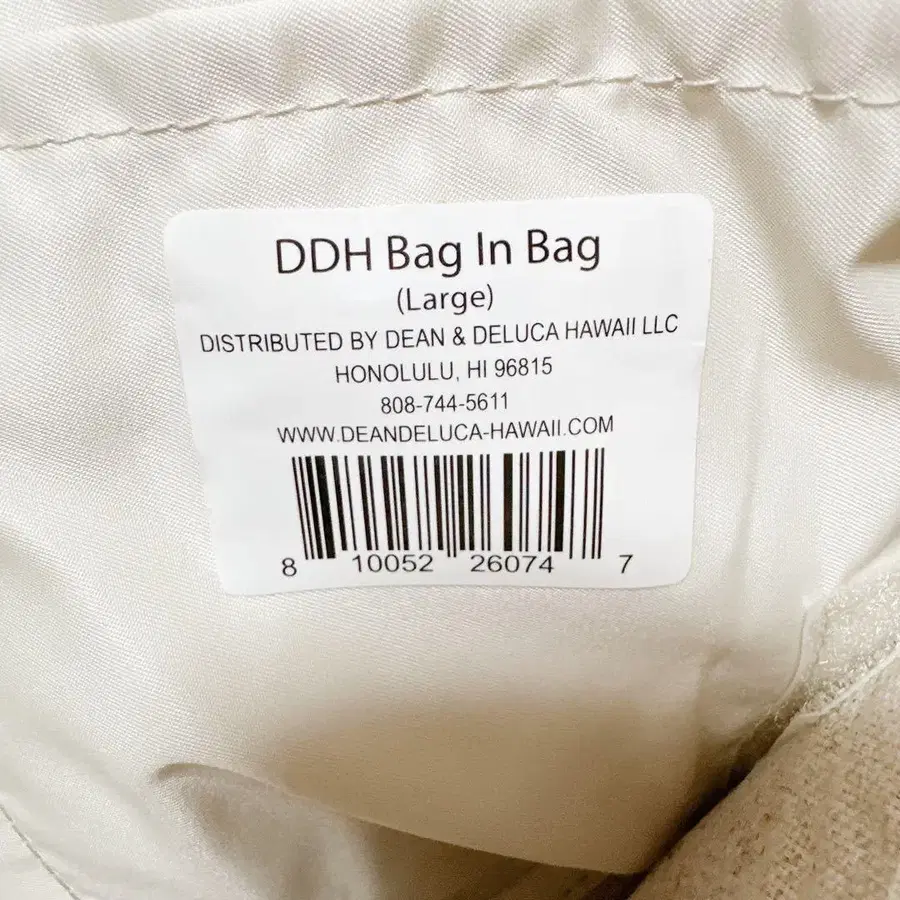 DDH Bag In Bag
(Large)
DISTRIBUTED BY DEAN & DELUCA HAWAII LLC
HONOLULU, HI 96815
808-744-5611
WWW.DEANDELUCA-HAWAII.COM
8 10052 26074 7